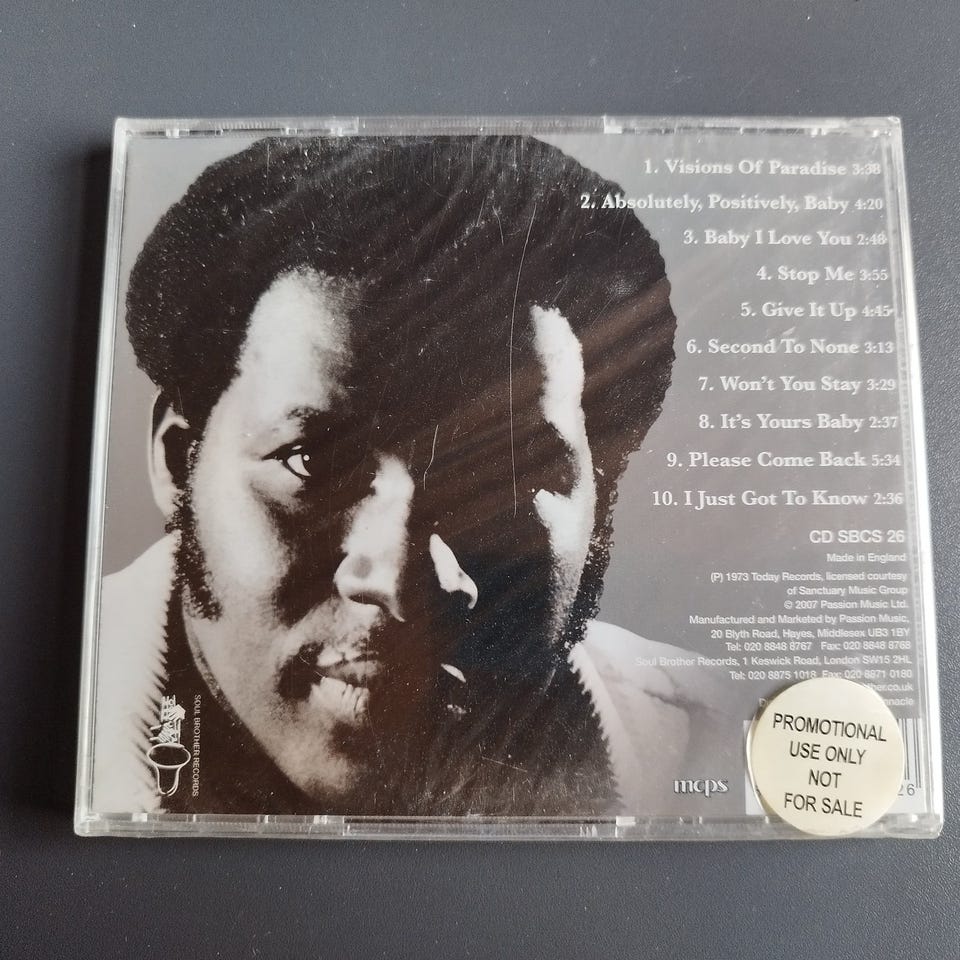 1. Visions Of Paradise 3:38
2. Absolutely, Positively, Baby 4:20
3. Baby I Love You 2:48
4. Stop Me 3:55
5. Give It Up 4:45
6. Second To None 3:13
7. Won't You Stay 3:29
8. It's Yours Baby 2:37
9. Please Come Back 5:34
10. I Just Got To Know 2:36
CD SBCS 26
Made in England
(P) 1973 Today Records, licensed courtesy
of Sanctuary Music Group
© 2007 Passion Music Ltd.
Manufactured and Marketed by Passion Music,
20 Blyth Road, Hayes, Middlesex UB3 1BY
Tel: 020 8848 8767 Fax: 020 8848 8768
Soul Brother Records, 1 Keswick Road, London SW15 2HL
Tel: 020 8875 1018 Fax: 020 8871 0180
SOUL BROTHER RECORDS
mcps
PROMOTIONAL
USE ONLY
NOT
FOR SALE
26